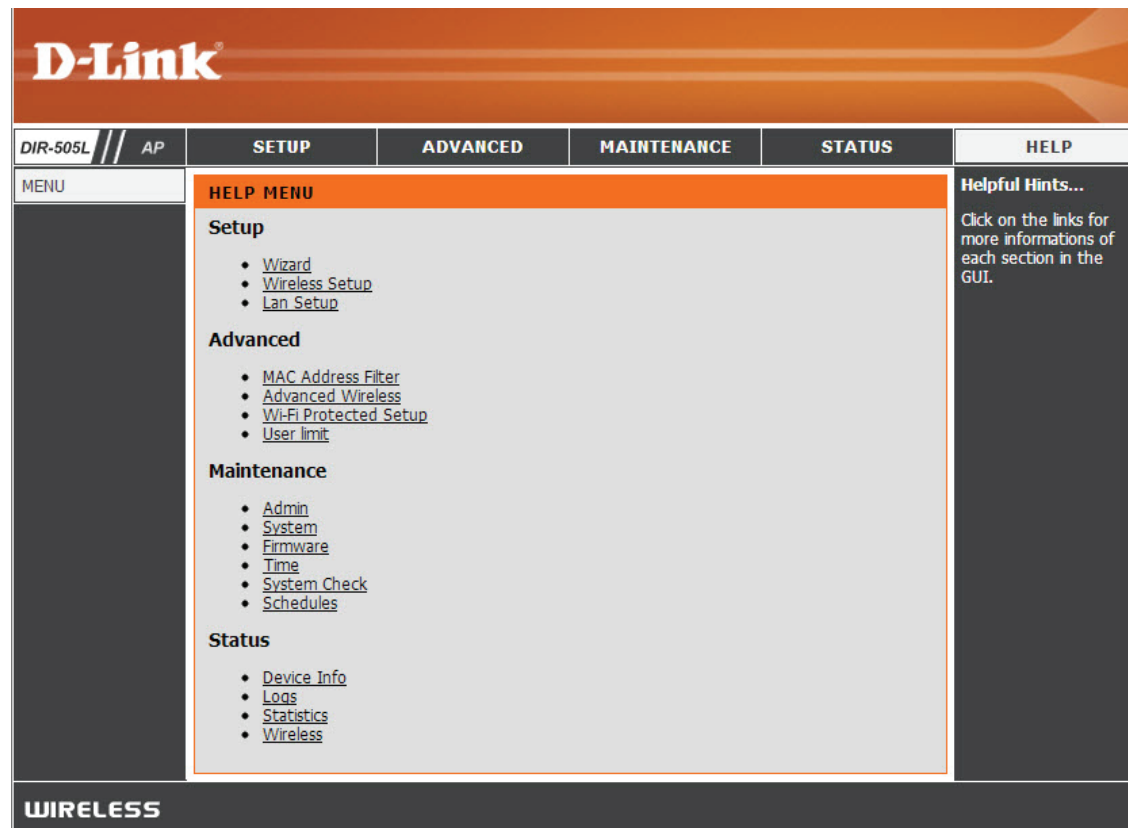 D-Link®
DIR-505L // AP
SETUP
ADVANCED
MAINTENANCE
STATUS
HELP
MENU
HELP MENU
Setup
• Wizard
• Wireless Setup
• Lan Setup
Advanced
• MAC Address Filter
• Advanced Wireless
• Wi-Fi Protected Setup
• User limit
Maintenance
• Admin
• System
• Firmware
• Time
• System Check
• Schedules
Status
• Device Info
• Logs
• Statistics
• Wireless
Helpful Hints...
Click on the links for
more informations of
each section in the
GUI.
WIRELESS